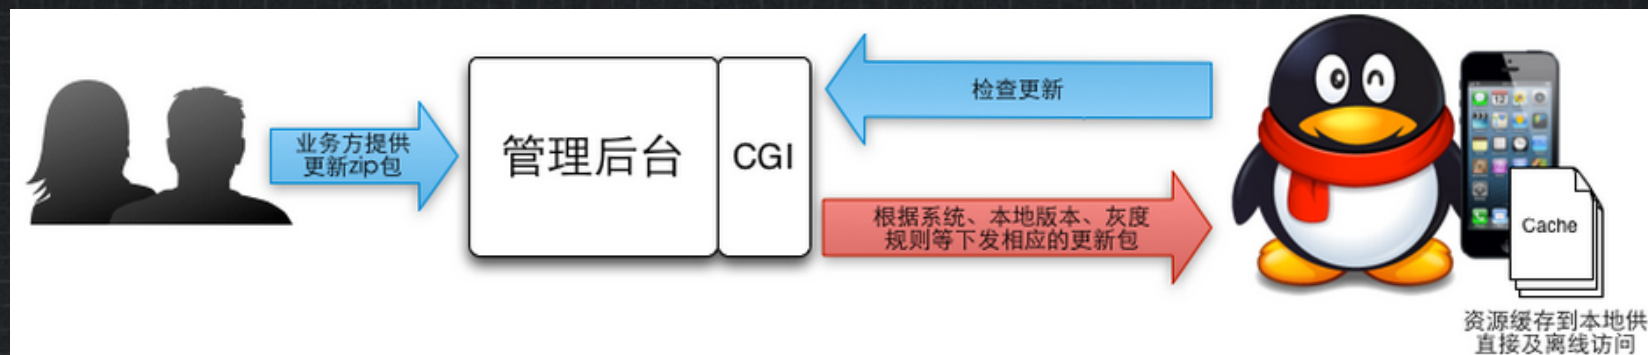 业务方提供
更新zip包
管理后台
CGI
检查更新
根据系统、本地版本、灰度
规则等下发相应的更新包
Cache
资源缓存到本地供
直接及离线访问